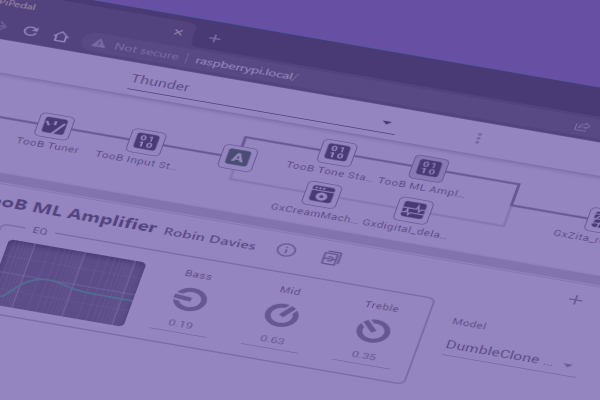 PiPedal
Not secure | raspberrypi.local/
Thunder
TooB Tuner
TooB Input St...
A
TooB Tone Sta...
TooB ML Ampl...
GxCreamMach...
Gxdigital_dela...
GxZita_r
ooB ML Amplifier Robin Davies
EQ
Bass
Mid
Treble
0.19
0.63
0.35
Model
DumbleClone ...